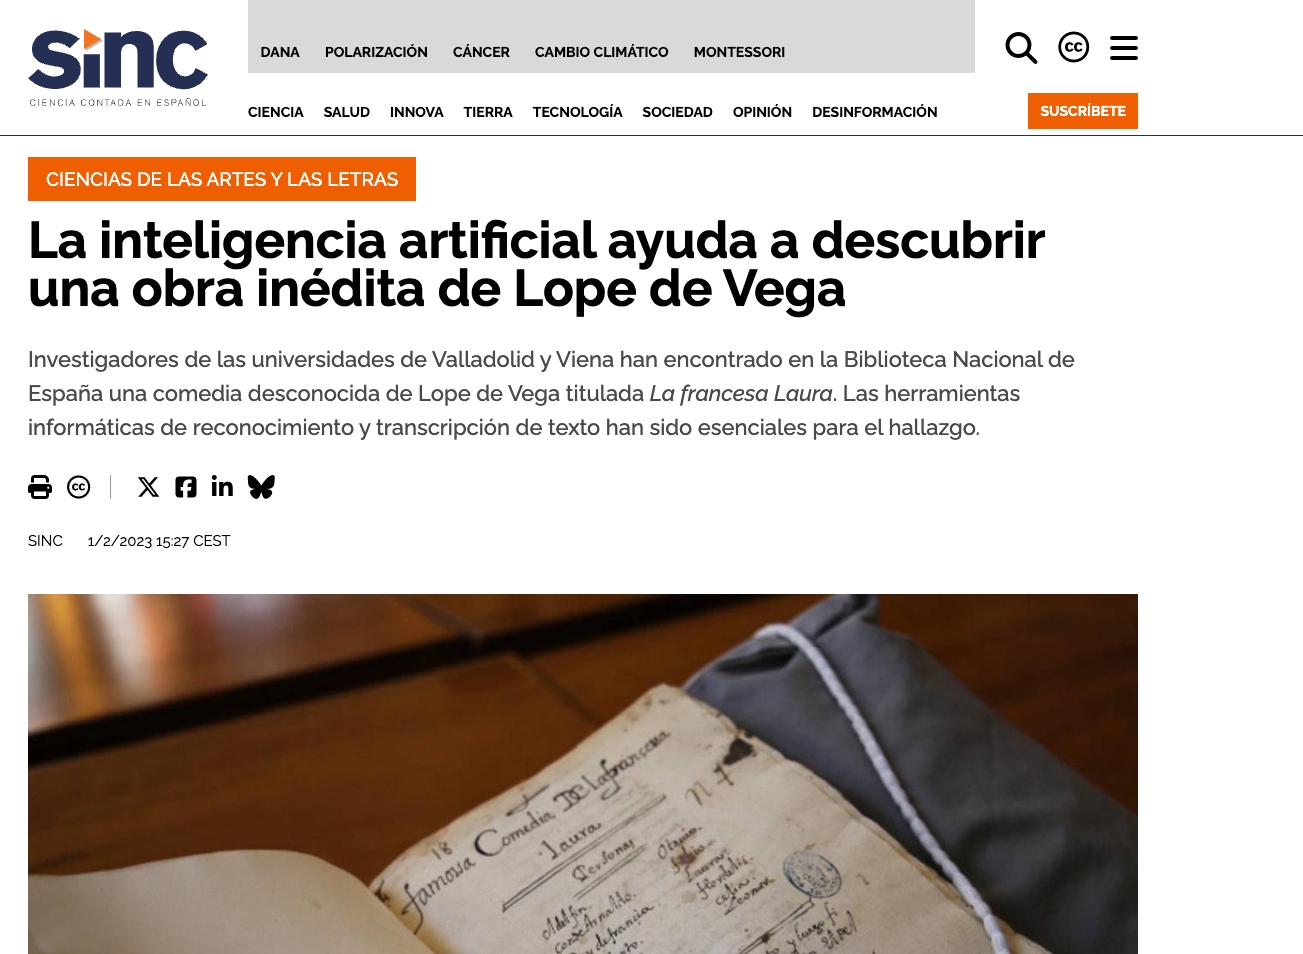 sinc
CIENCIA CONTADA EN ESPAÑOL
DANA POLARIZACIÓN CÁNCER CAMBIO CLIMÁTICO MONTESSORI
cc
CIENCIA SALUD INNOVA TIERRA TECNOLOGÍA SOCIEDAD OPINIÓN DESINFORMACIÓN
SUSCRÍBETE
CIENCIAS DE LAS ARTES Y LAS LETRAS
La inteligencia artificial ayuda a descubrir
una obra inédita de Lope de Vega
Investigadores de las universidades de Valladolid y Viena han encontrado en la Biblioteca Nacional de
España una comedia desconocida de Lope de Vega titulada La francesa Laura. Las herramientas
informáticas de reconocimiento y transcripción de texto han sido esenciales para el hallazgo.
cc
SINC 1/2/2023 15:27 CEST
18
famosa Comedia De la françesa
Laura
N 7
Personas